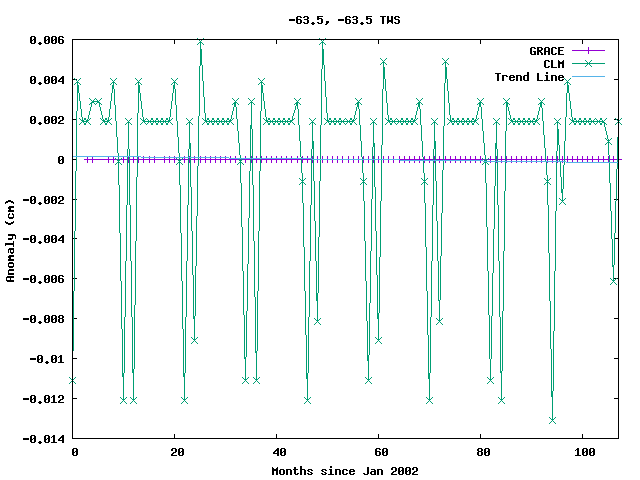 -63.5, -63.5 TWS
GRACE
CLM
Trend Line
Anomaly (cm)
0.006
0.004
0.002
0
-0.002
-0.004
-0.006
-0.008
-0.01
-0.012
-0.014
0 20 40 60 80 100
Months since Jan 2002